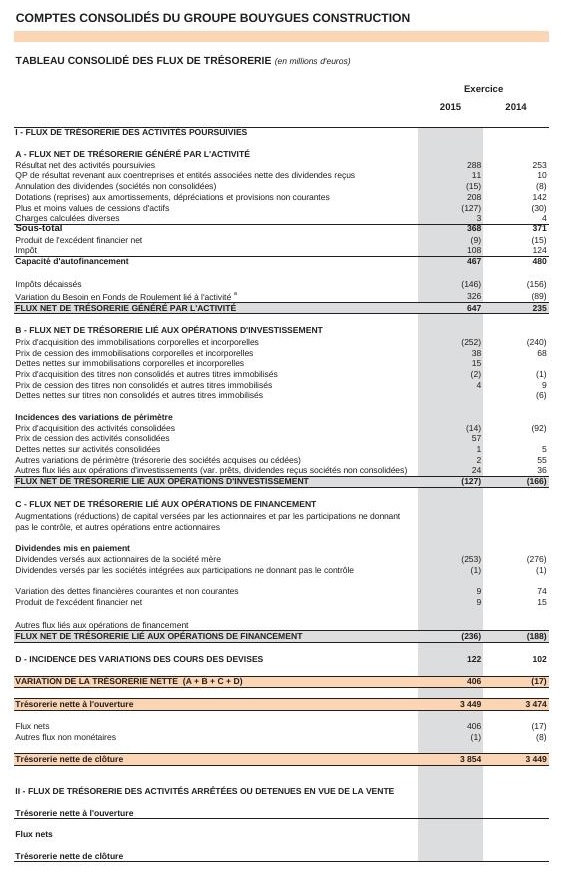 COMPTES CONSOLIDÉS DU GROUPE BOUYGUES CONSTRUCTION
TABLEAU CONSOLIDÉ DES FLUX DE TRÉSORERIE (en millions d'euros)
Exercice
2015 2014
I - FLUX DE TRÉSORERIE DES ACTIVITÉS POURSUIVIES
A - FLUX NET DE TRÉSORERIE GÉNÉRÉ PAR L'ACTIVITÉ
Résultat net des activités poursuivies 288 253
QP de résultat revenant aux coentreprises et entités associées nette des dividendes reçus 11 10
Annulation des dividendes (sociétés non consolidées) (15) (8)
Dotations (reprises) aux amortissements, dépréciations et provisions non courantes 208 142
Plus et moins values de cessions d'actifs (127) (30)
Charges calculées diverses 3 4
Sous-total 368 371
Produit de l'excédent financier net (9) (15)
Impôt 108 124
Capacité d'autofinancement 467 480
Impôts décaissés (146) (156)
Variation du Besoin en Fonds de Roulement lié à l'activité a 326 (89)
FLUX NET DE TRÉSORERIE GÉNÉRÉ PAR L'ACTIVITÉ 647 235
B - FLUX NET DE TRÉSORERIE LIÉ AUX OPÉRATIONS D'INVESTISSEMENT
Prix d'acquisition des immobilisations corporelles et incorporelles (252) (240)
Prix de cession des immobilisations corporelles et incorporelles 38 68
Dettes nettes sur immobilisations corporelles et incorporelles 15
Prix d'acquisition des titres non consolidés et autres titres immobilisés (2) (1)
Prix de cession des titres non consolidés et autres titres immobilisés 4 9
Dettes nettes sur titres non consolidés et autres titres immobilisés (6)
Incidences des variations de périmètre
Prix d'acquisition des activités consolidées (14) (92)
Prix de cession des activités consolidées 57
Dettes nettes sur activités consolidées 1 5
Autres variations de périmètre (trésorerie des sociétés acquises ou cédées) 2 55
Autres flux liés aux opérations d'investissements (var. prêts, dividendes reçus sociétés non consolidées) 24 36
FLUX NET DE TRÉSORERIE LIÉ AUX OPÉRATIONS D'INVESTISSEMENT (127) (166)
C - FLUX NET DE TRÉSORERIE LIÉ AUX OPÉRATIONS DE FINANCEMENT
Augmentations (réductions) de capital versées par les actionnaires et par les participations ne donnant
pas le contrôle, et autres opérations entre actionnaires
Dividendes mis en paiement
Dividendes versés aux actionnaires de la société mère (253) (276)
Dividendes versés par les sociétés intégrées aux participations ne donnant pas le contrôle (1) (1)
Variation des dettes financières courantes et non courantes 9 74
Produit de l'excédent financier net 9 15
Autres flux liés aux opérations de financement
FLUX NET DE TRÉSORERIE LIÉ AUX OPÉRATIONS DE FINANCEMENT (236) (188)
D - INCIDENCE DES VARIATIONS DES COURS DES DEVISES 122 102
VARIATION DE LA TRÉSORERIE NETTE (A + B + C + D) 406 (17)
Trésorerie nette à l'ouverture 3 449 3 474
Flux nets 406 (17)
Autres flux non monétaires (1) (8)
Trésorerie nette de clôture 3 854 3 449
II - FLUX DE TRÉSORERIE DES ACTIVITÉS ARRÊTÉES OU DETENUES EN VUE DE LA VENTE
Trésorerie nette à l'ouverture
Flux nets
Trésorerie nette de clôture